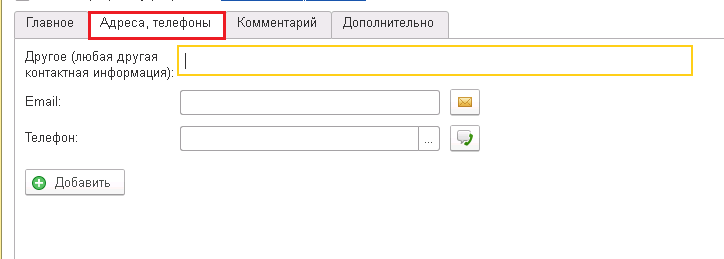 Главное Адреса, телефоны Комментарий Дополнительно
Другое (любая другая
контактная информация):
Email:
Телефон: ...
Добавить